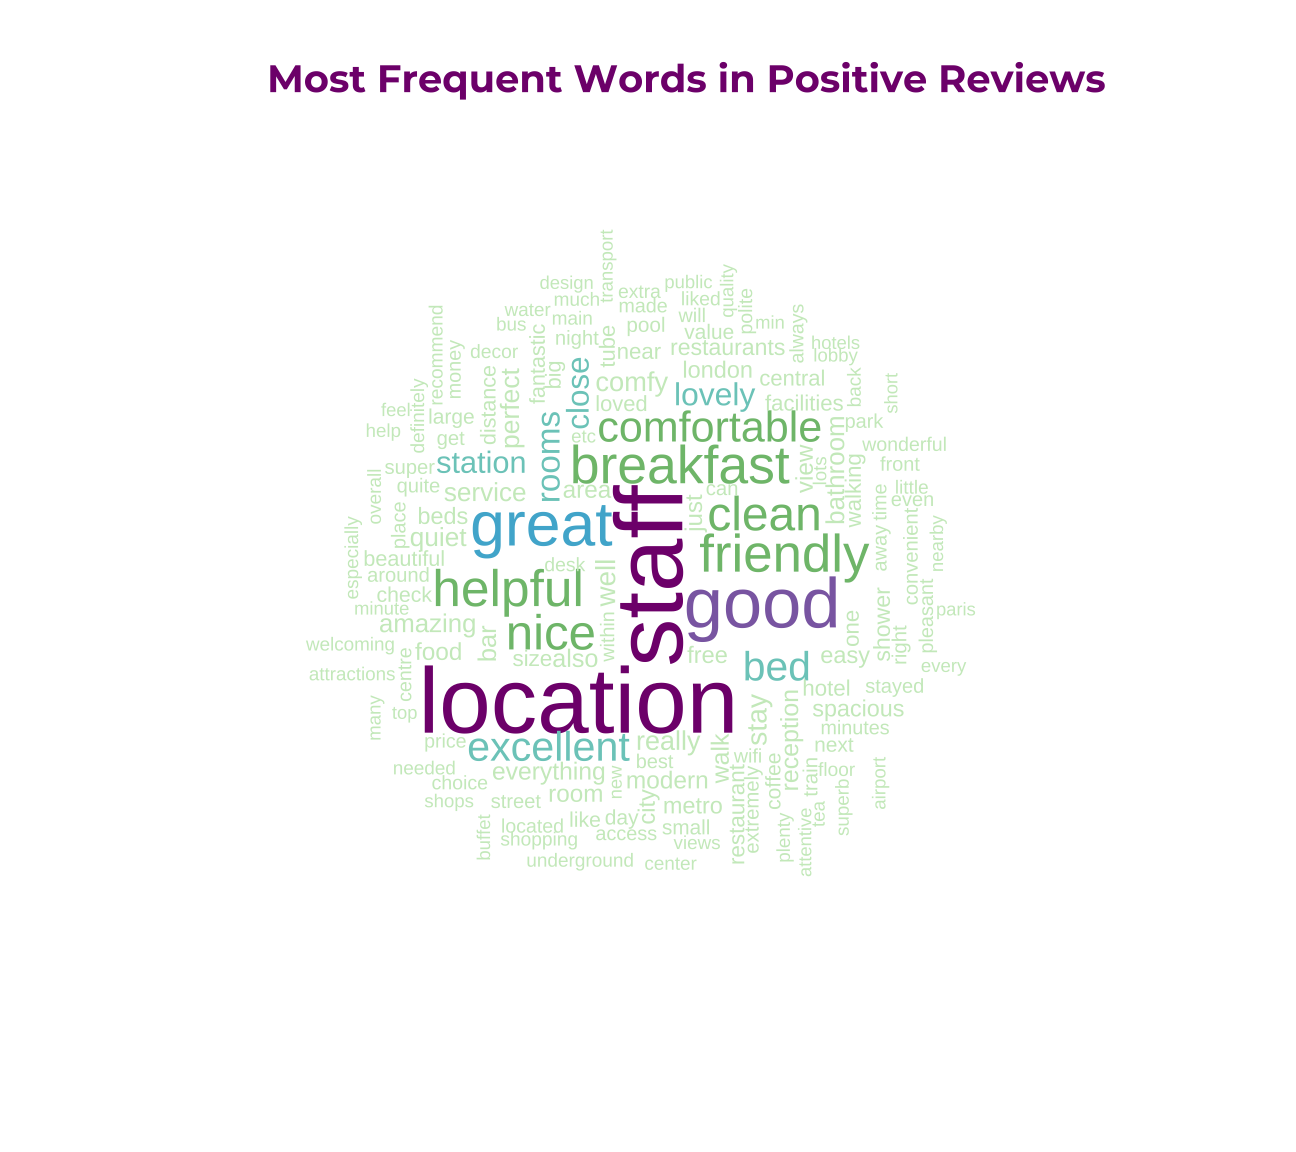 Most Frequent Words in Positive Reviews
transport
design
public
quality
extra
much
liked
polite
water
made
will
always
recommend
bus
main
pool
min
value
night
tube
fantastic
restaurants
hotels
money
decor
near
lobby
close
big
london
central
back
short
distance
perfect
comfy
lovely
definitely
feel
large
loved
facilities
rooms
comfortable
park
help
get
etc
bathroom
wonderful
super
station
breakfast
view
lots
walking
front
overall
quite
service
area
can
time
little
even
place
beds
great
staff
just
clean
quiet
away
convenient
nearby
especially
beautiful
desk
friendly
around
helpful
well
check
good
minute
paris
amazing
nice
within
one
shower
pleasant
welcoming
food
bar
size
also
free
easy
right
attractions
centre
bed
every
location
hotel
stayed
many
top
stay
reception
spacious
minutes
price
excellent
really
walk
wifi
next
needed
everything
best
coffee
train
floor
choice
new
modern
restaurant
extremely
airport
shops
street
room
city
metro
tea
superb
located
like
day
small
plenty
attentive
buffet
shopping
access
views
underground
center